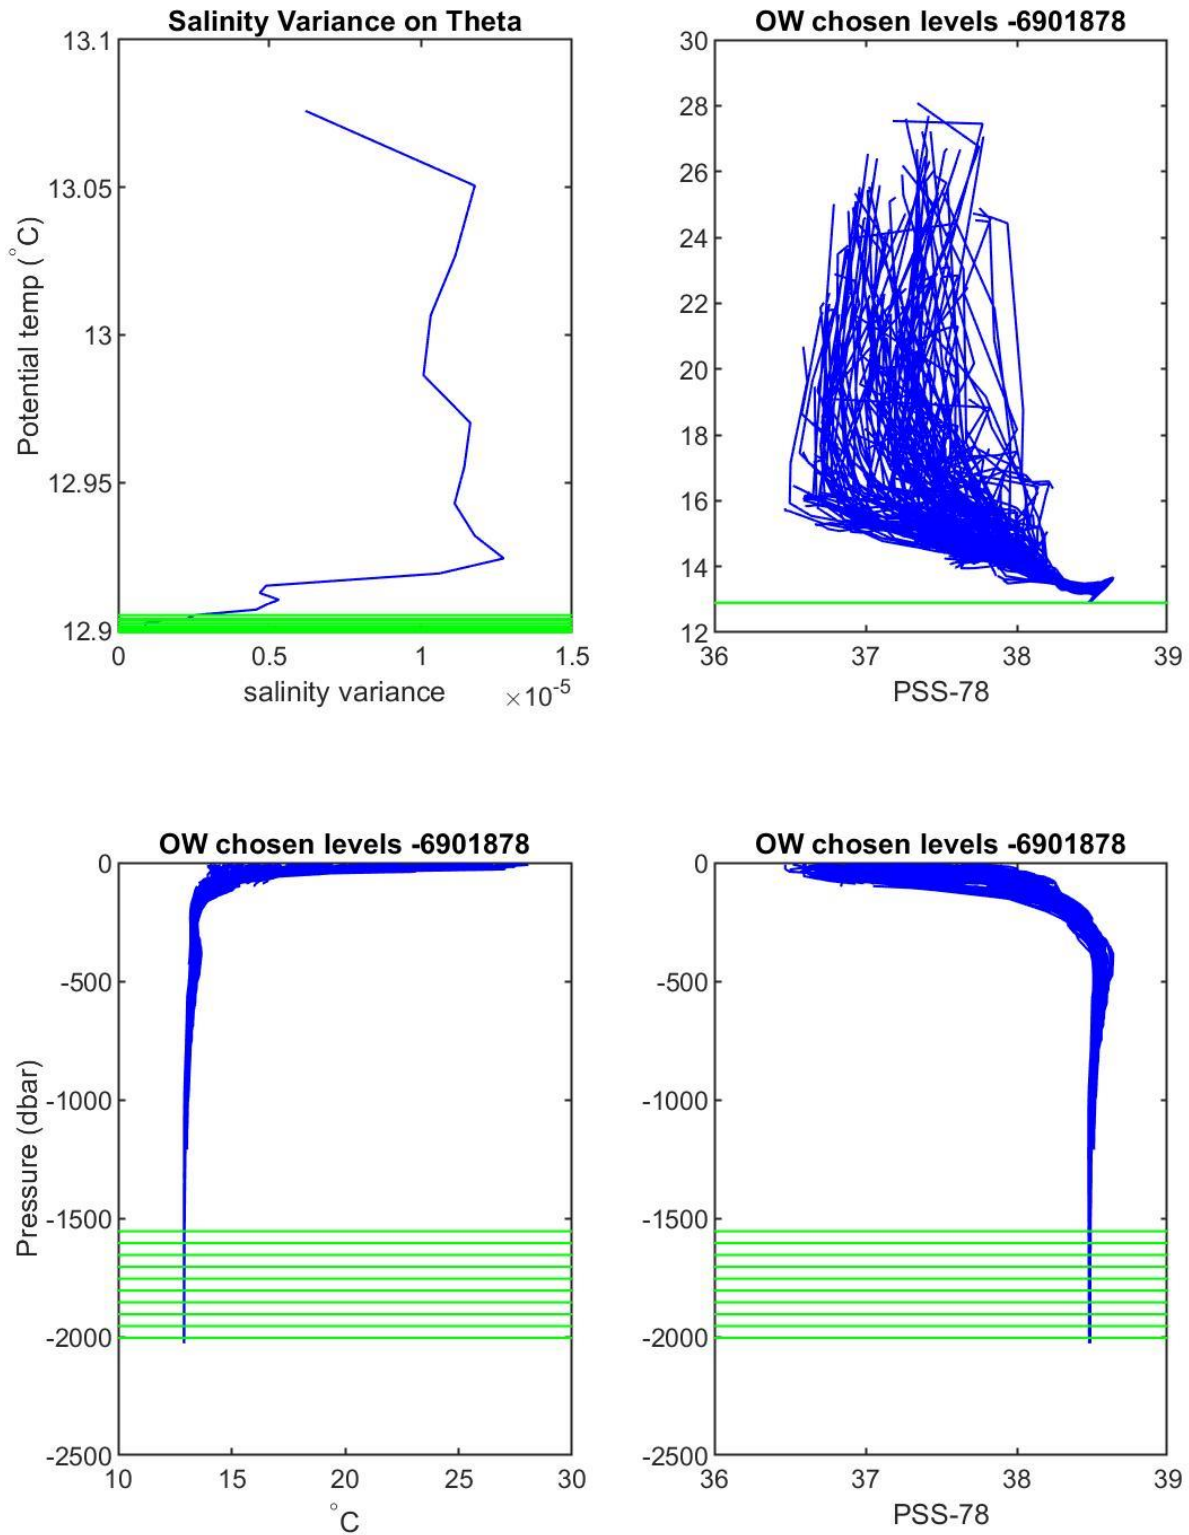 Salinity Variance on Theta
13.1
13.05
13
12.95
12.9
Potential temp (°C)
0 0.5 1 1.5
salinity variance ×10-5
OW chosen levels -6901878
30
28
26
24
22
20
18
16
14
12
36 37 38 39
PSS-78
OW chosen levels -6901878
0
-500
-1000
-1500
-2000
-2500
Pressure (dbar)
10 15 20 25 30
°C
OW chosen levels -6901878
0
-500
-1000
-1500
-2000
-2500
36 37 38 39
PSS-78